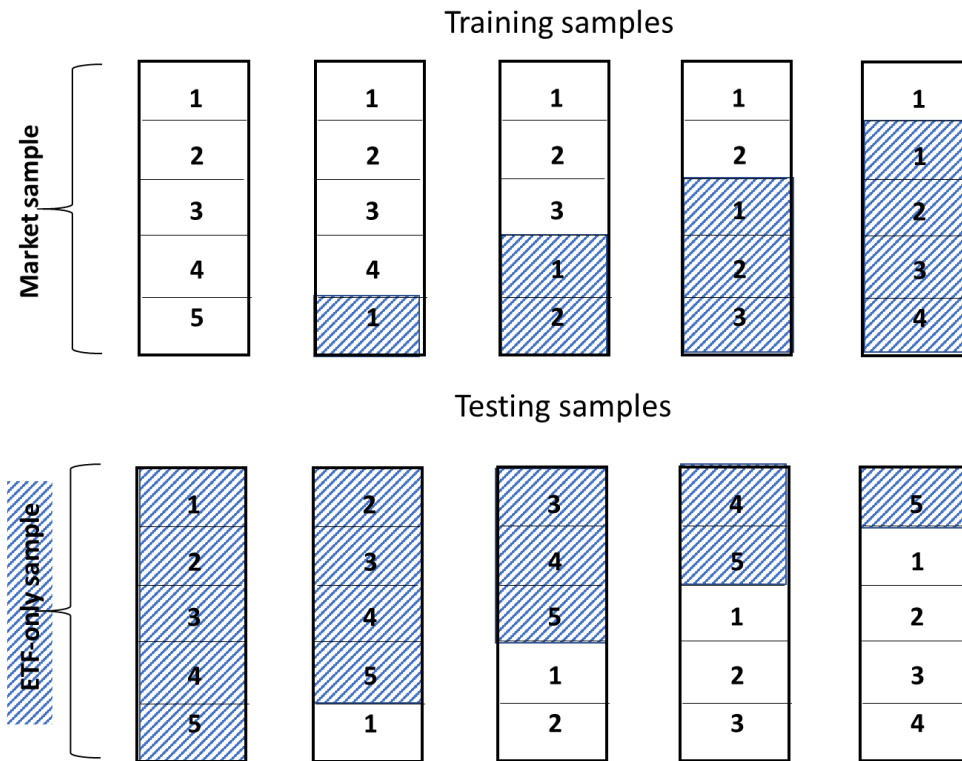 Training samples
Market sample
1 1 1 1 1
2 2 2 2 1
3 3 3 1 2
4 4 1 2 3
5 1 2 3 4
Testing samples
ETF-only sample
1 2 3 4 5
2 3 4 5 1
3 4 5 1 2
4 5 1 2 3
5 1 2 3 4